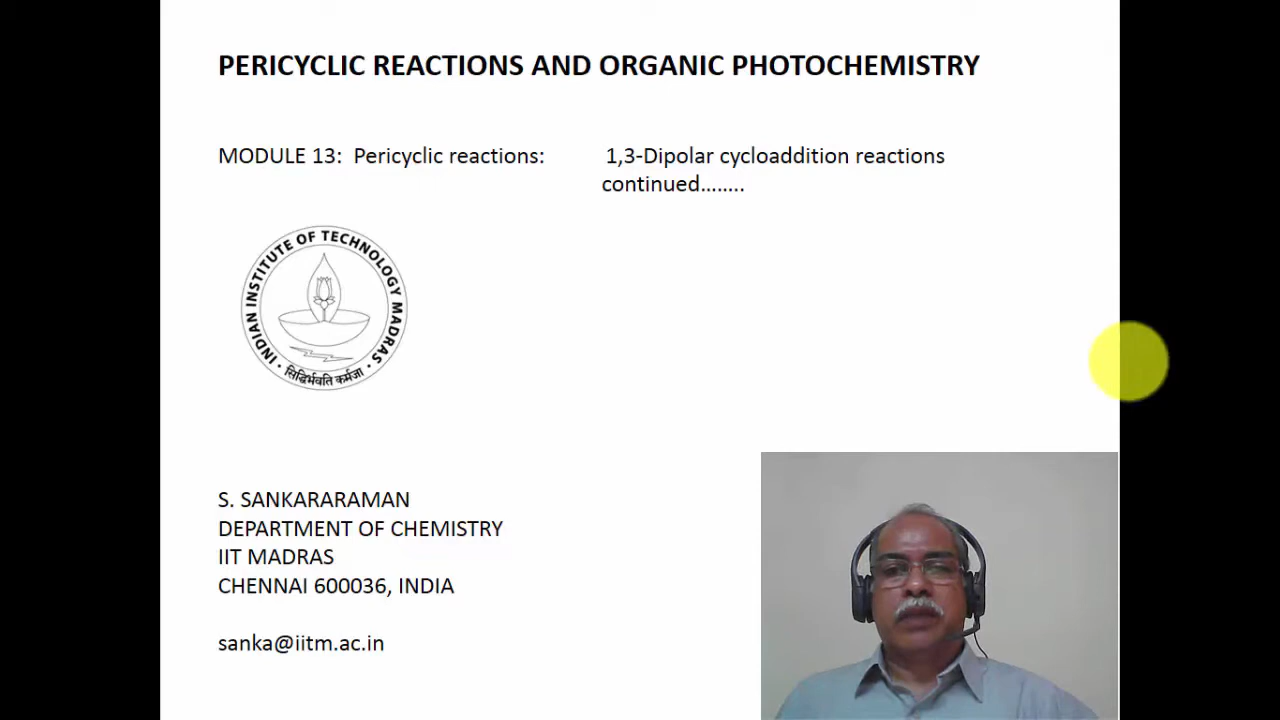 PERICYCLIC REACTIONS AND ORGANIC PHOTOCHEMISTRY
MODULE 13: Pericyclic reactions: 1,3-Dipolar cycloaddition reactions
continued........
INDIAN INSTITUTE OF TECHNOLOGY MADRAS
सिद्धिर्भवति कर्मजा
S. SANKARARAMAN
DEPARTMENT OF CHEMISTRY
IIT MADRAS
CHENNAI 600036, INDIA
sanka@iitm.ac.in